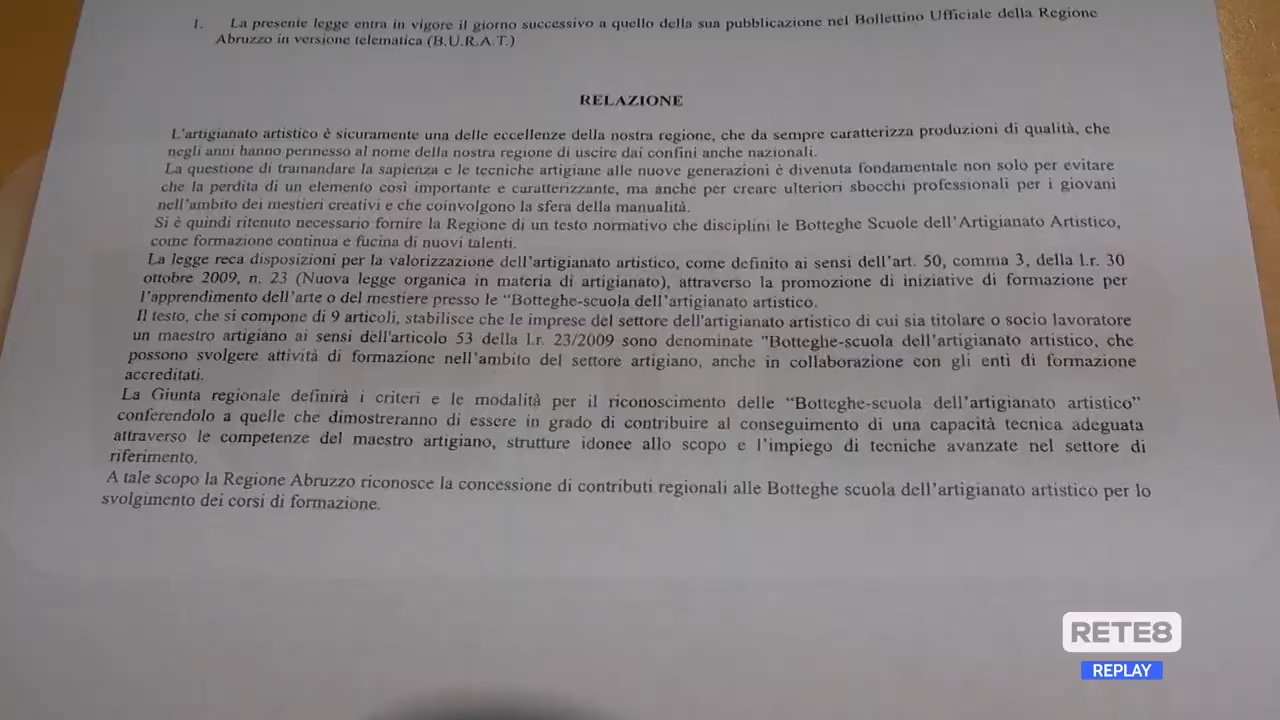 1. La presente legge entra in vigore il giorno successivo a quello della sua pubblicazione nel Bollettino Ufficiale della Regione
Abruzzo in versione telematica (B.U.R.A.T.)
RELAZIONE
L'artigianato artistico è sicuramente una delle eccellenze della nostra regione, che da sempre caratterizza produzioni di qualità, che
negli anni hanno permesso al nome della nostra regione di uscire dai confini anche nazionali.
La questione di tramandare la sapienza e le tecniche artigiane alle nuove generazioni è divenuta fondamentale non solo per evitare
che la perdita di un elemento così importante e caratterizzante, ma anche per creare ulteriori sbocchi professionali per i giovani
nell'ambito dei mestieri creativi e che coinvolgono la sfera della manualità.
Si è quindi ritenuto necessario fornire la Regione di un testo normativo che disciplini le Botteghe Scuole dell'Artigianato Artistico,
come formazione continua e fucina di nuovi talenti.
La legge reca disposizioni per la valorizzazione dell'artigianato artistico, come definito ai sensi dell'art. 50, comma 3, della l.r. 30
ottobre 2009, n. 23 (Nuova legge organica in materia di artigianato), attraverso la promozione di iniziative di formazione per
l'apprendimento dell'arte o del mestiere presso le "Botteghe-scuola dell'artigianato artistico.
Il testo, che si compone di 9 articoli, stabilisce che le imprese del settore dell'artigianato artistico di cui sia titolare o socio lavoratore
un maestro artigiano ai sensi dell'articolo 53 della l.r. 23/2009 sono denominate "Botteghe-scuola dell'artigianato artistico, che
possono svolgere attività di formazione nell'ambito del settore artigiano, anche in collaborazione con gli enti di formazione
accreditati.
La Giunta regionale definirà i criteri e le modalità per il riconoscimento delle "Botteghe-scuola dell'artigianato artistico"
conferendolo a quelle che dimostreranno di essere in grado di contribuire al conseguimento di una capacità tecnica adeguata
attraverso le competenze del maestro artigiano, strutture idonee allo scopo e l'impiego di tecniche avanzate nel settore di
riferimento.
A tale scopo la Regione Abruzzo riconosce la concessione di contributi regionali alle Botteghe scuola dell'artigianato artistico per lo
svolgimento dei corsi di formazione.
RETE8
REPLAY